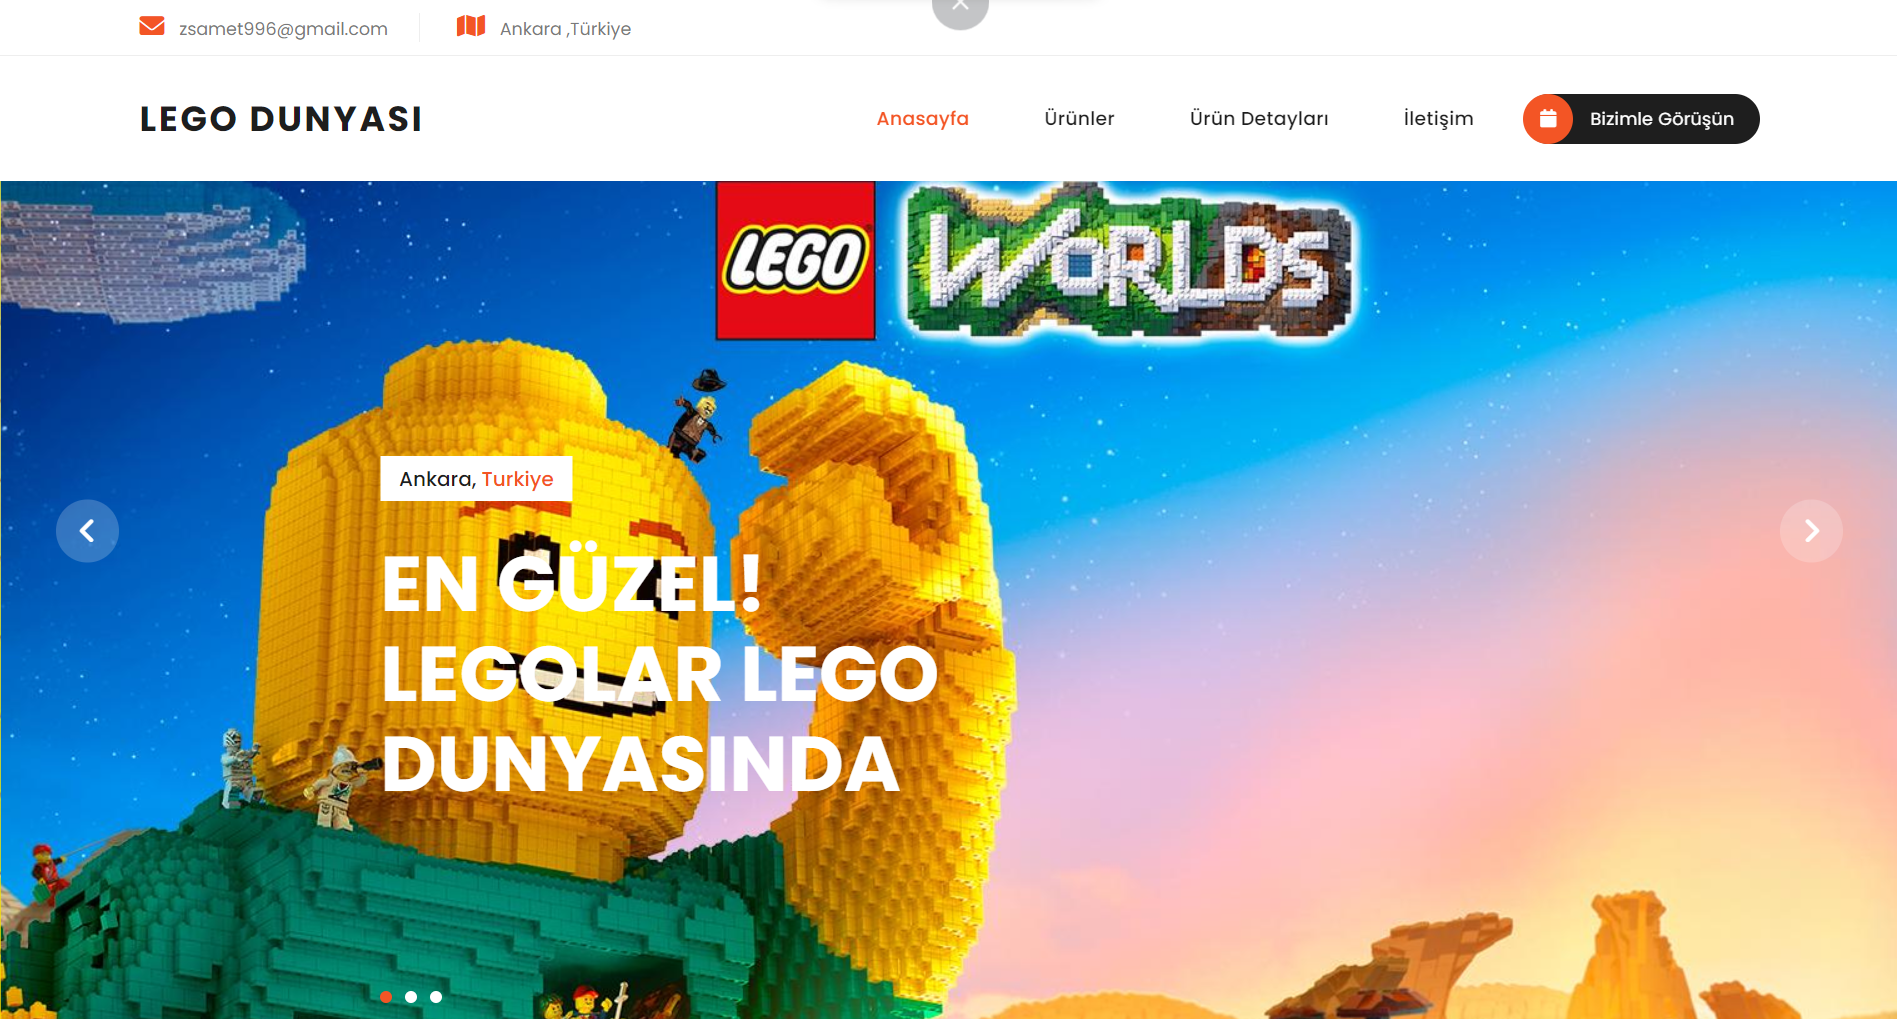 zsamet996@gmail.com
Ankara ,Türkiye
LEGO DUNYASI
Anasayfa
Ürünler
Ürün Detayları
İletişim
Bizimle Görüşün
LEGO
WORLDS
Ankara, Turkiye
EN GÜZEL!
LEGOLAR LEGO
DUNYASINDA